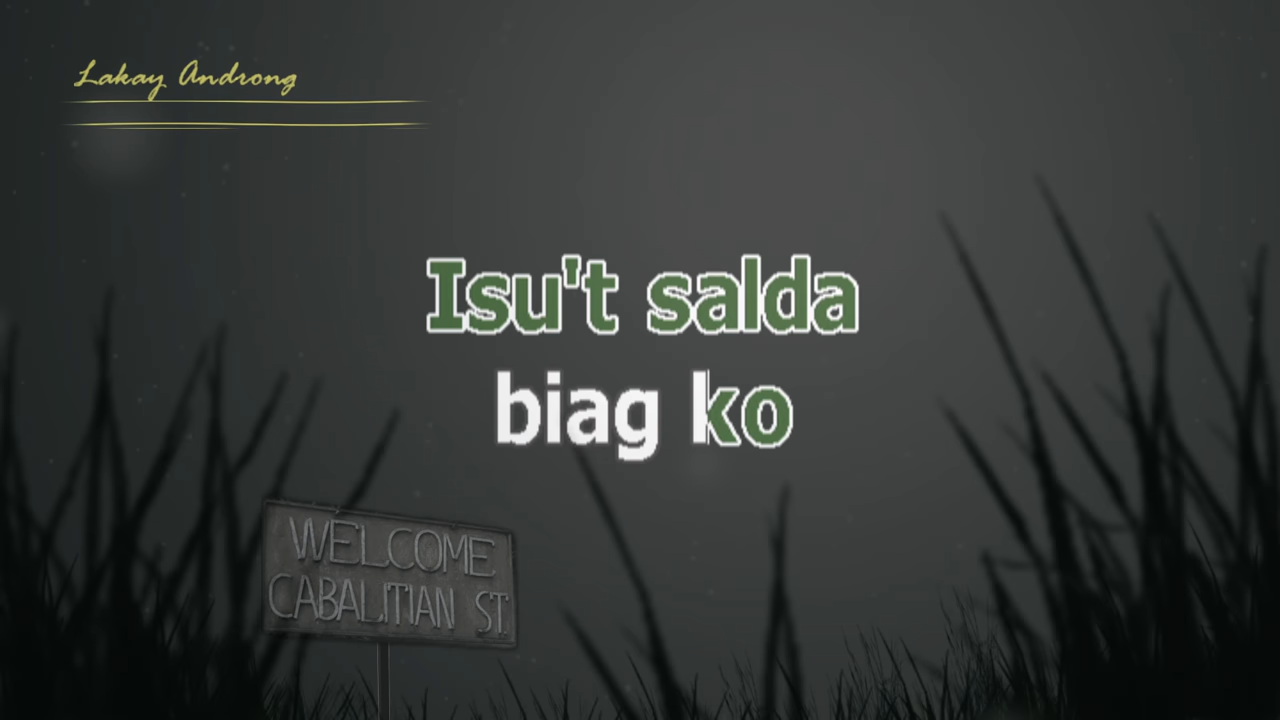 Lakay Androng
Isu't salda
biag ko
WELCOME
CABALITIAN ST.